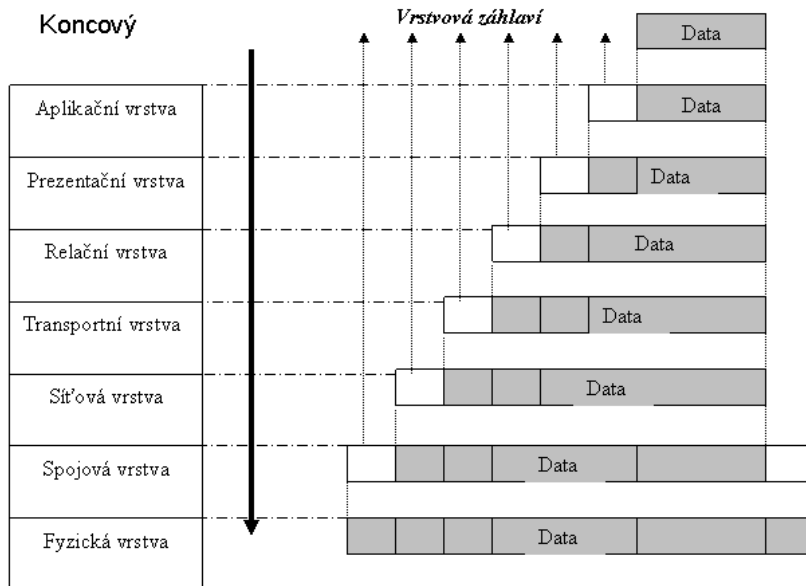 Koncový
Vrstvová záhlaví
Data
Aplikační vrstva
Data
Prezentační vrstva
Data
Relační vrstva
Data
Transportní vrstva
Data
Síťová vrstva
Data
Spojová vrstva
Data
Fyzická vrstva
Data